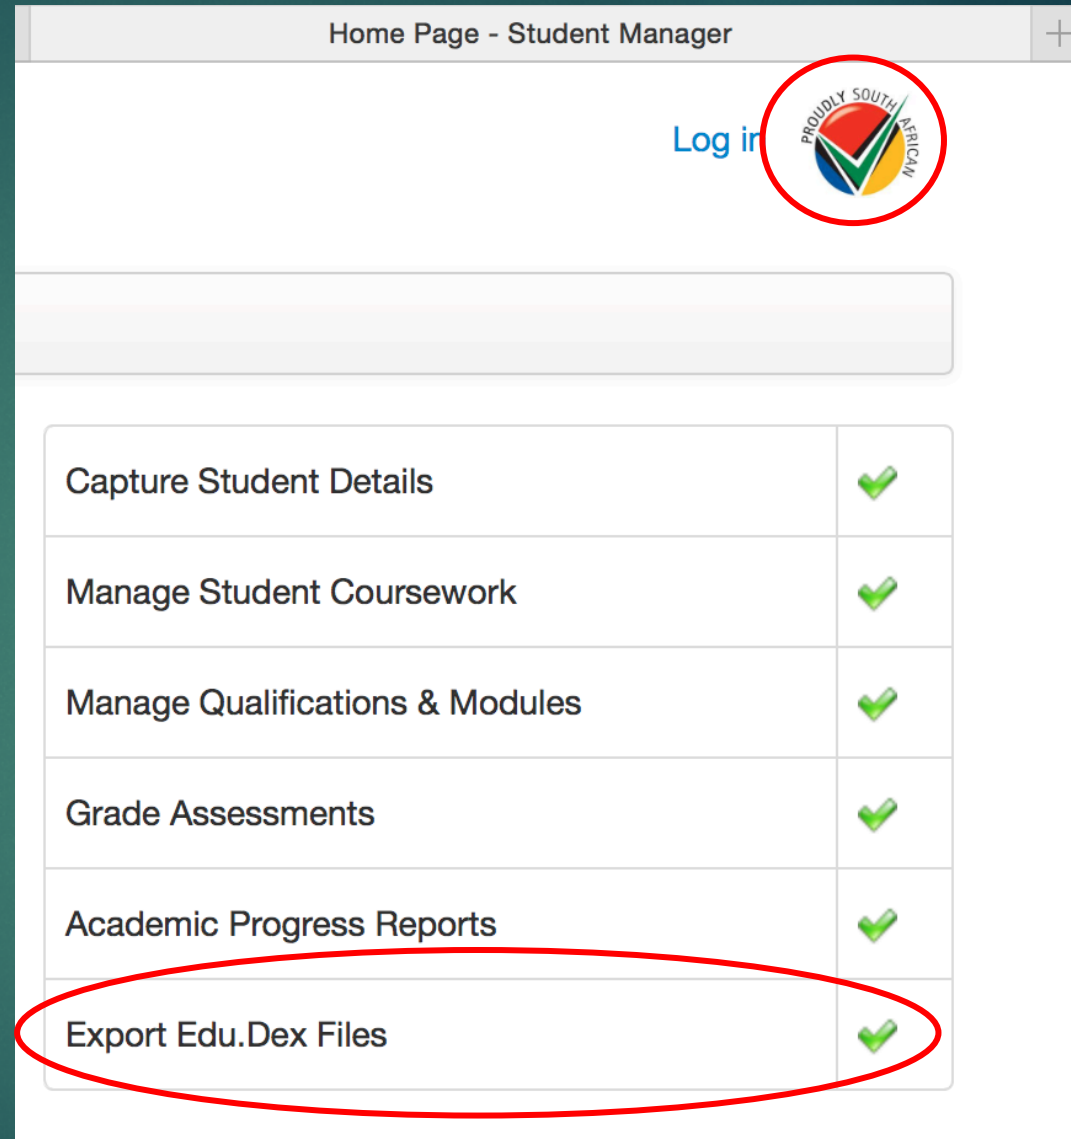 Home Page - Student Manager
Log in
PROUDLY SOUTH AFRICAN
Capture Student Details
Manage Student Coursework
Manage Qualifications & Modules
Grade Assessments
Academic Progress Reports
Export Edu.Dex Files